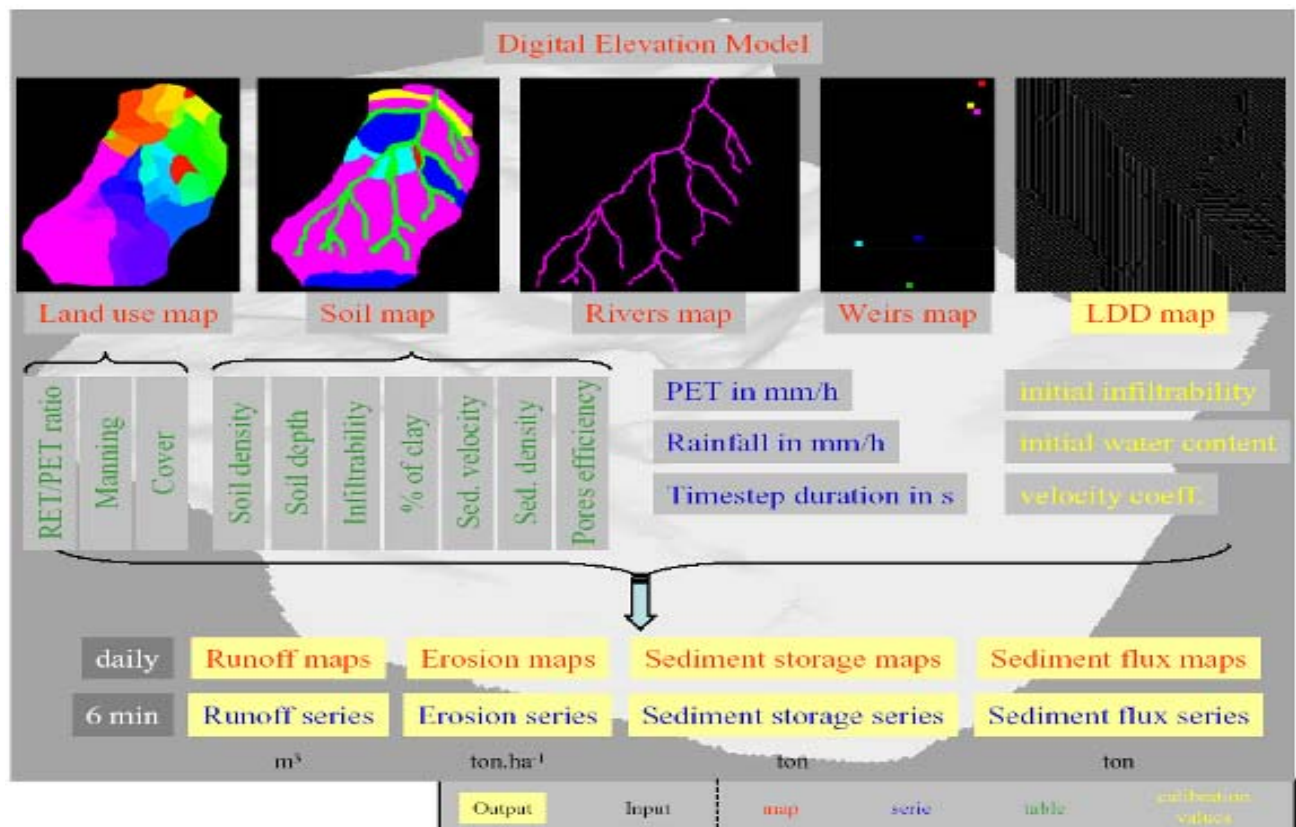 Digital Elevation Model
Land use map
Soil map
Rivers map
Weirs map
LDD map
RET/PET ratio
Manning
Cover
Soil density
Soil depth
Infiltrability
% of clay
Sed. velocity
Sed. density
Pores efficiency
PET in mm/h
Rainfall in mm/h
Timestep duration in s
initial infiltrability
initial water content
velocity coeff.
daily Runoff maps Erosion maps Sediment storage maps Sediment flux maps
6 min Runoff series Erosion series Sediment storage series Sediment flux series
m³ ton.ha⁻¹ ton ton
Output Input map serie table calibration values